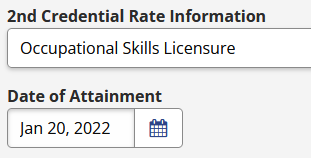 2nd Credential Rate Information
Occupational Skills Licensure
Date of Attainment
Jan 20, 2022